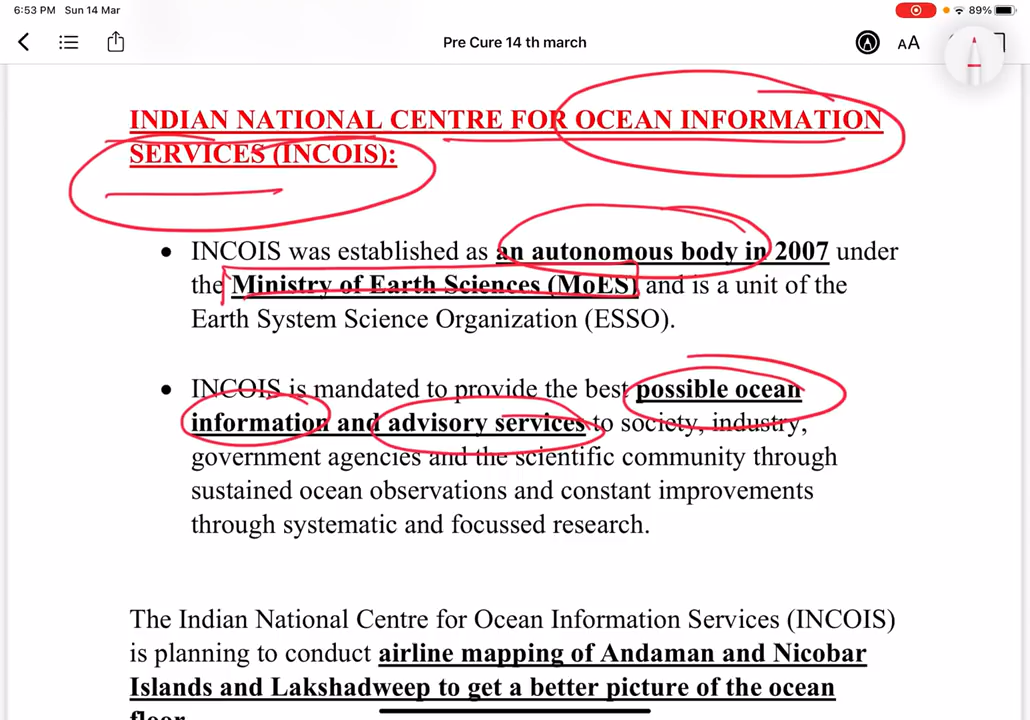 6:53 PM Sun 14 Mar 89%
Pre Cure 14 th march AA
INDIAN NATIONAL CENTRE FOR OCEAN INFORMATION
SERVICES (INCOIS):
• INCOIS was established as an autonomous body in 2007 under
the Ministry of Earth Sciences (MoES) and is a unit of the
Earth System Science Organization (ESSO).
• INCOIS is mandated to provide the best possible ocean
information and advisory services to society, industry,
government agencies and the scientific community through
sustained ocean observations and constant improvements
through systematic and focussed research.
The Indian National Centre for Ocean Information Services (INCOIS)
is planning to conduct airline mapping of Andaman and Nicobar
Islands and Lakshadweep to get a better picture of the ocean
floor